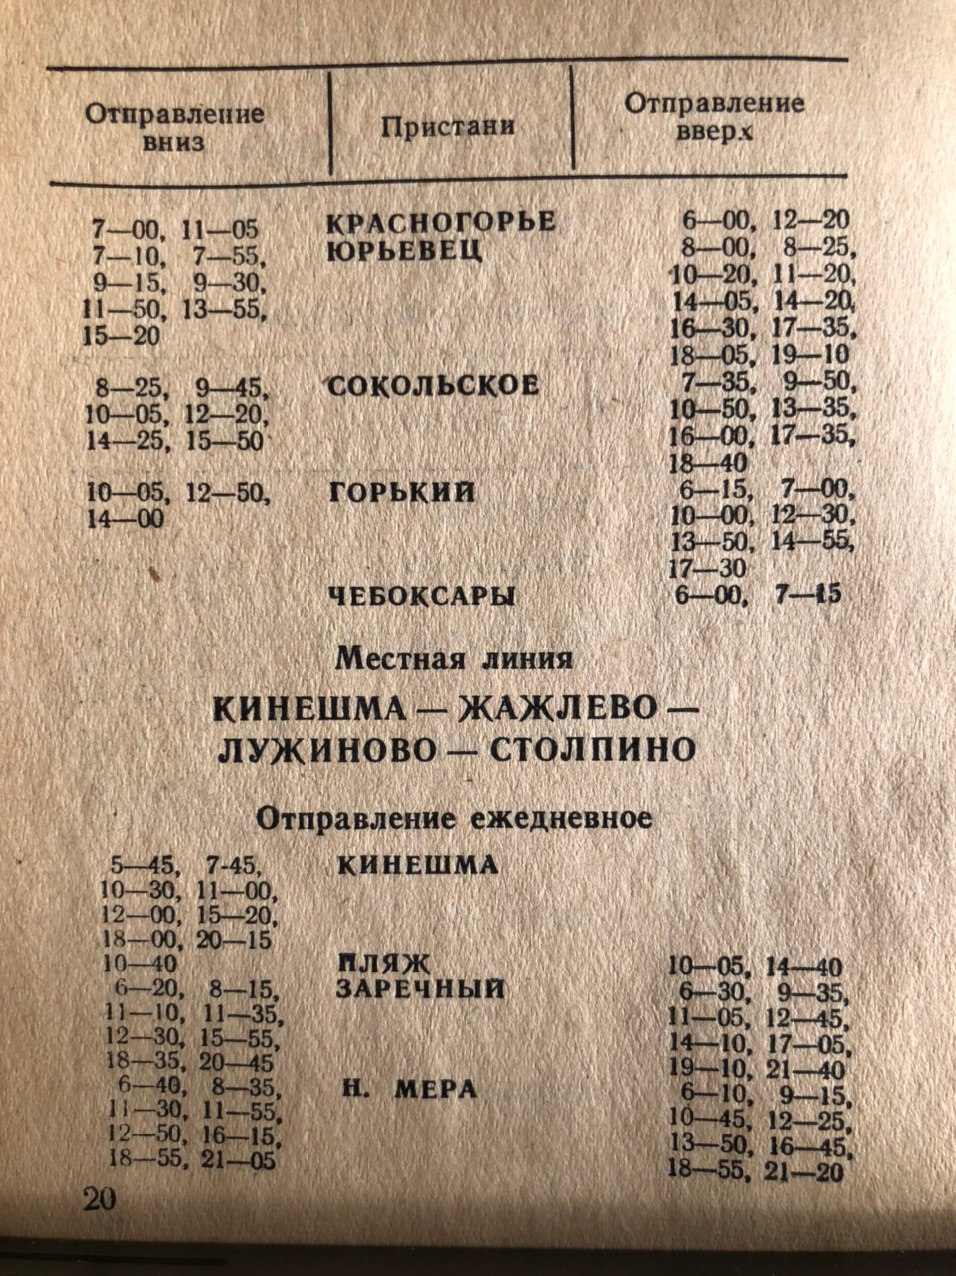 Отправление вниз Пристани Отправление вверх
7—00, 11—05 КРАСНОГОРЬЕ 6—00, 12—20
7—10, 7—55, ЮРЬЕВЕЦ 8—00, 8—25,
9—15, 9—30, 10—20, 11—20,
11—50, 13—55, 14—05, 14—20,
15—20 16—30, 17—35,
18—05, 19—10
8—25, 9—45, СОКОЛЬСКОЕ 7—35, 9—50,
10—05, 12—20, 10—50, 13—35,
14—25, 15—50 16—00, 17—35,
18—40
10—05, 12—50, ГОРЬКИЙ 6—15, 7—00,
14—00 10—00, 12—30,
13—50, 14—55,
17—30
ЧЕБОКСАРЫ 6—00, 7—15
Местная линия
КИНЕШМА — ЖАЖЛЕВО —
ЛУЖИНОВО — СТОЛПИНО
Отправление ежедневное
5—45, 7-45, КИНЕШМА
10—30, 11—00,
12—00, 15—20,
18—00, 20—15
10—40 ПЛЯЖ 10—05, 14—40
6—20, 8—15, ЗАРЕЧНЫЙ 6—30, 9—35,
11—10, 11—35, 11—05, 12—45,
12—30, 15—55, 14—10, 17—05,
18—35, 20—45 19—10, 21—40
6—40, 8—35, Н. МЕРА 6—10, 9—15,
11—30, 11—55, 10—45, 12—25,
12—50, 16—15, 13—50, 16—45,
18—55, 21—05 18—55, 21—20
20